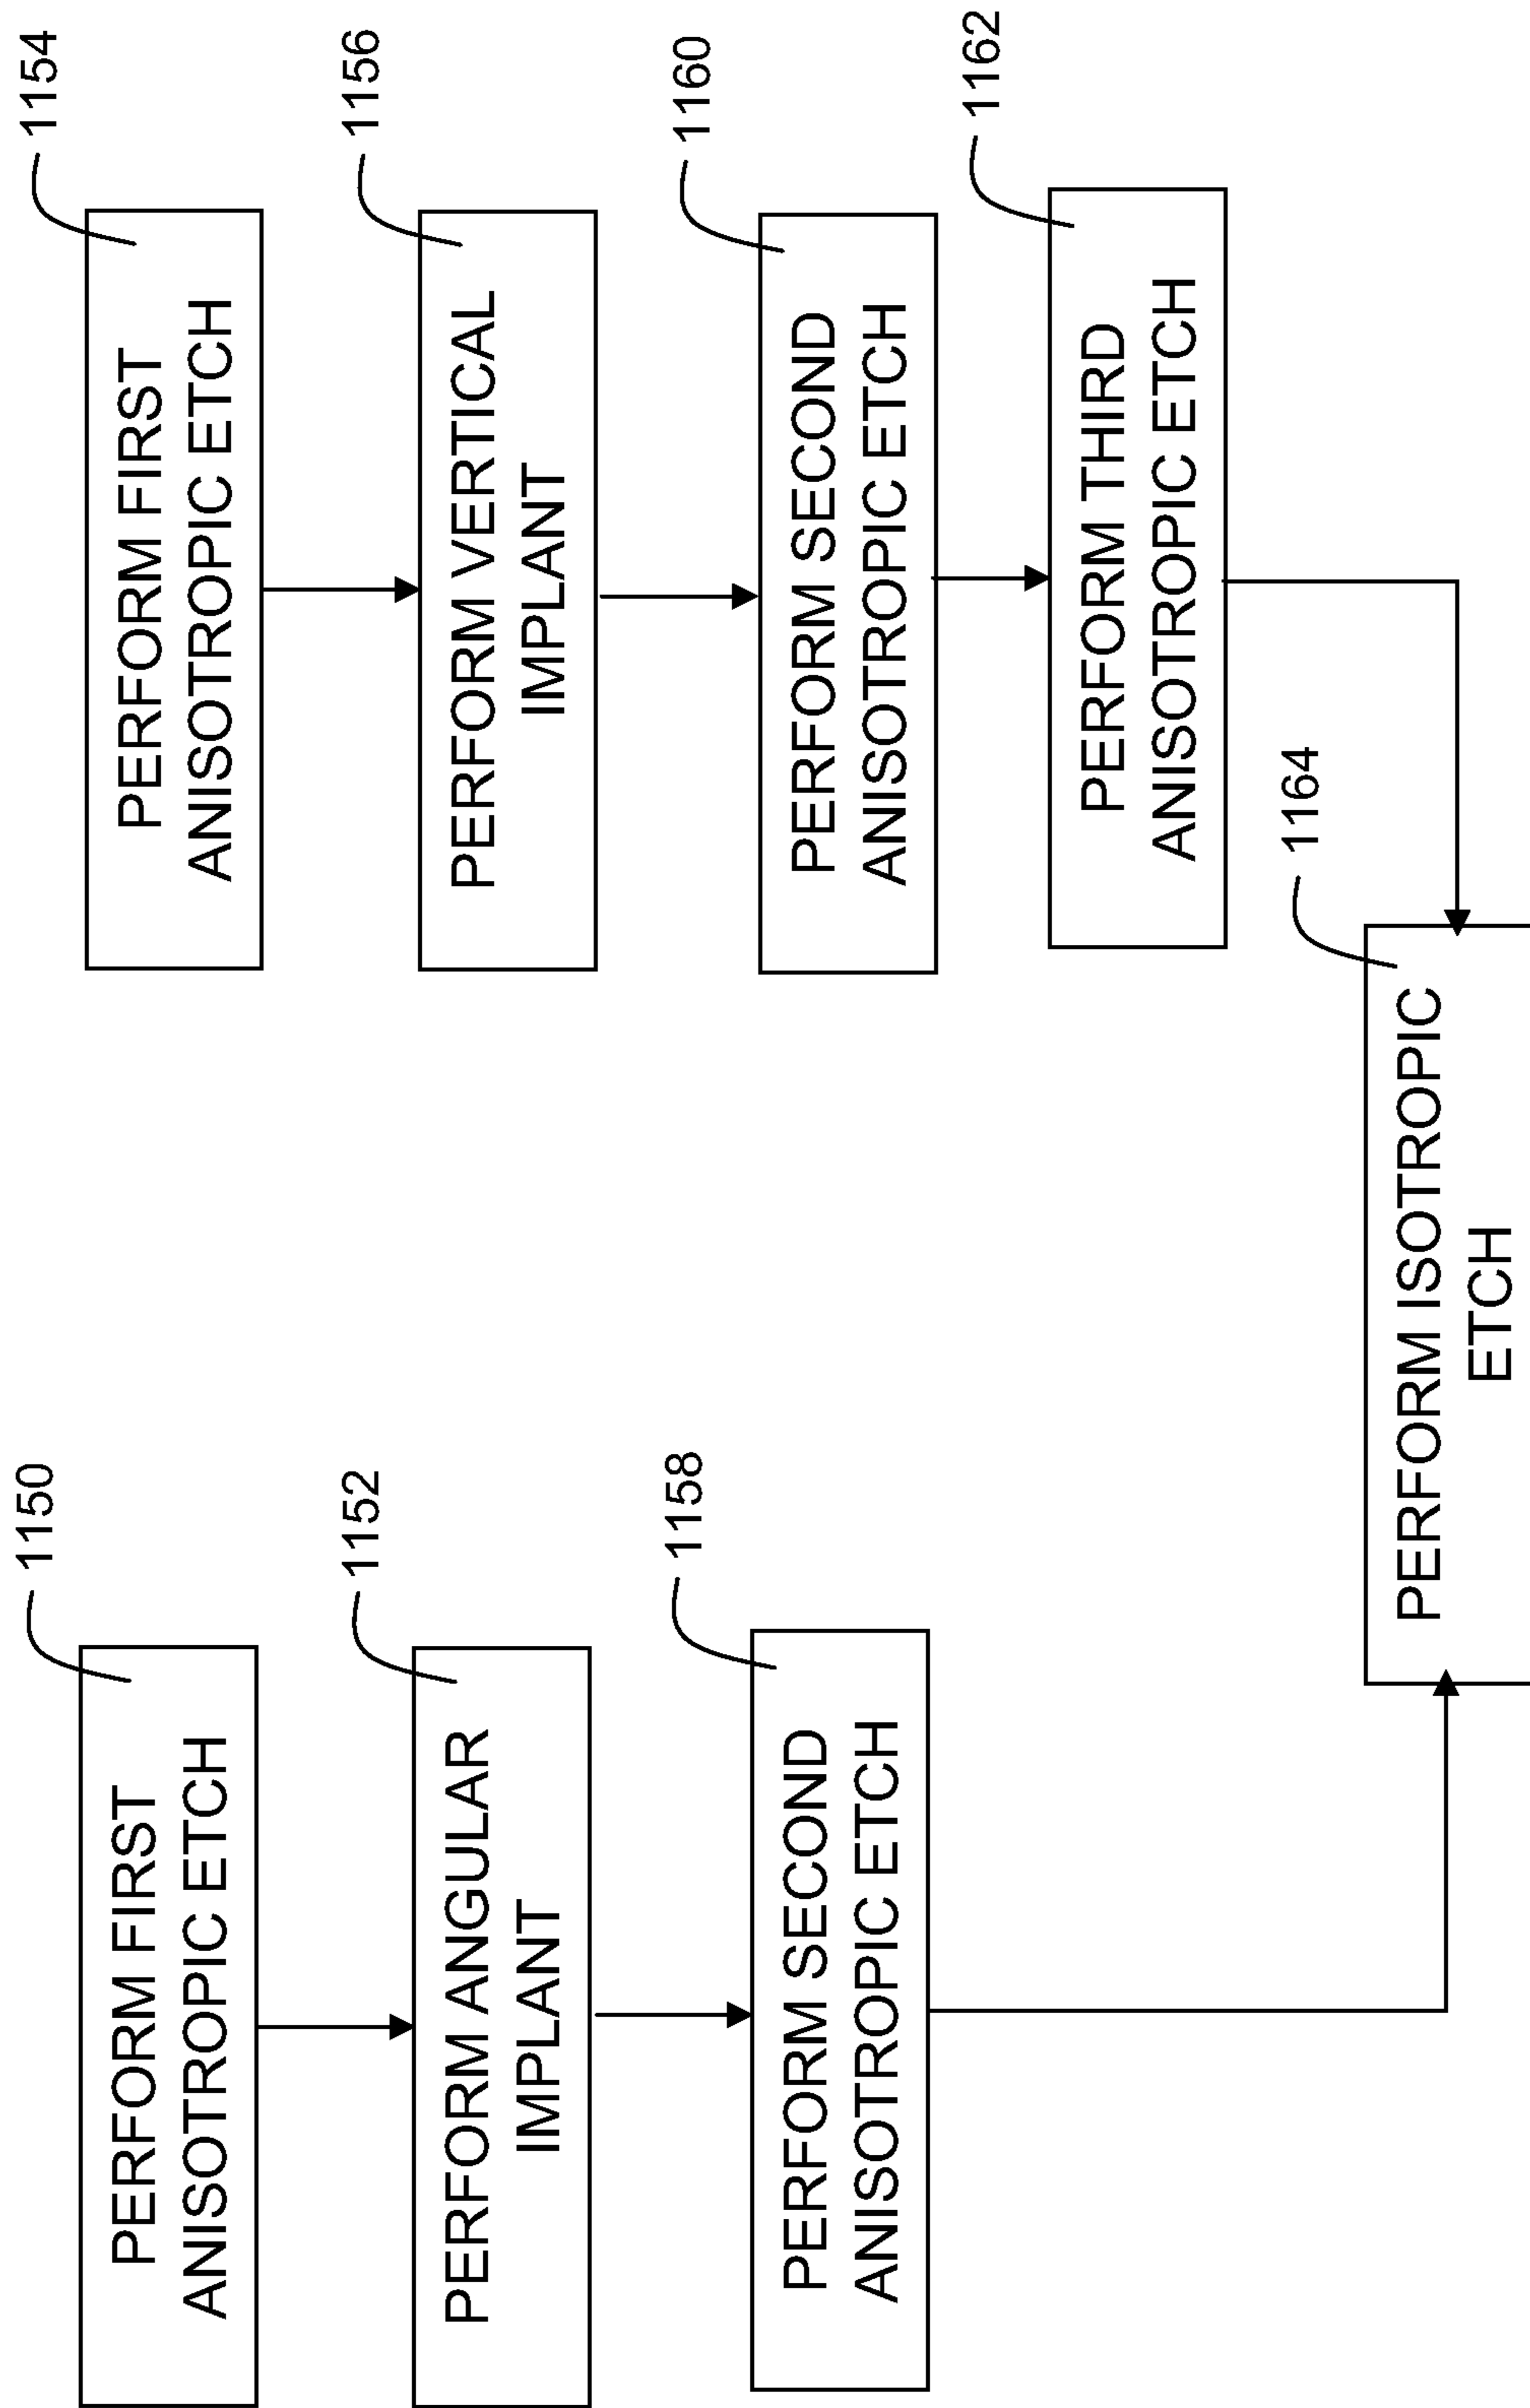 1150
PERFORM FIRST
ANISOTROPIC ETCH
1152
PERFORM ANGULAR
IMPLANT
1158
PERFORM SECOND
ANISOTROPIC ETCH
1154
PERFORM FIRST
ANISOTROPIC ETCH
1156
PERFORM VERTICAL
IMPLANT
1160
PERFORM SECOND
ANISOTROPIC ETCH
1162
PERFORM THIRD
ANISOTROPIC ETCH
1164
PERFORM ISOTROPIC
ETCH